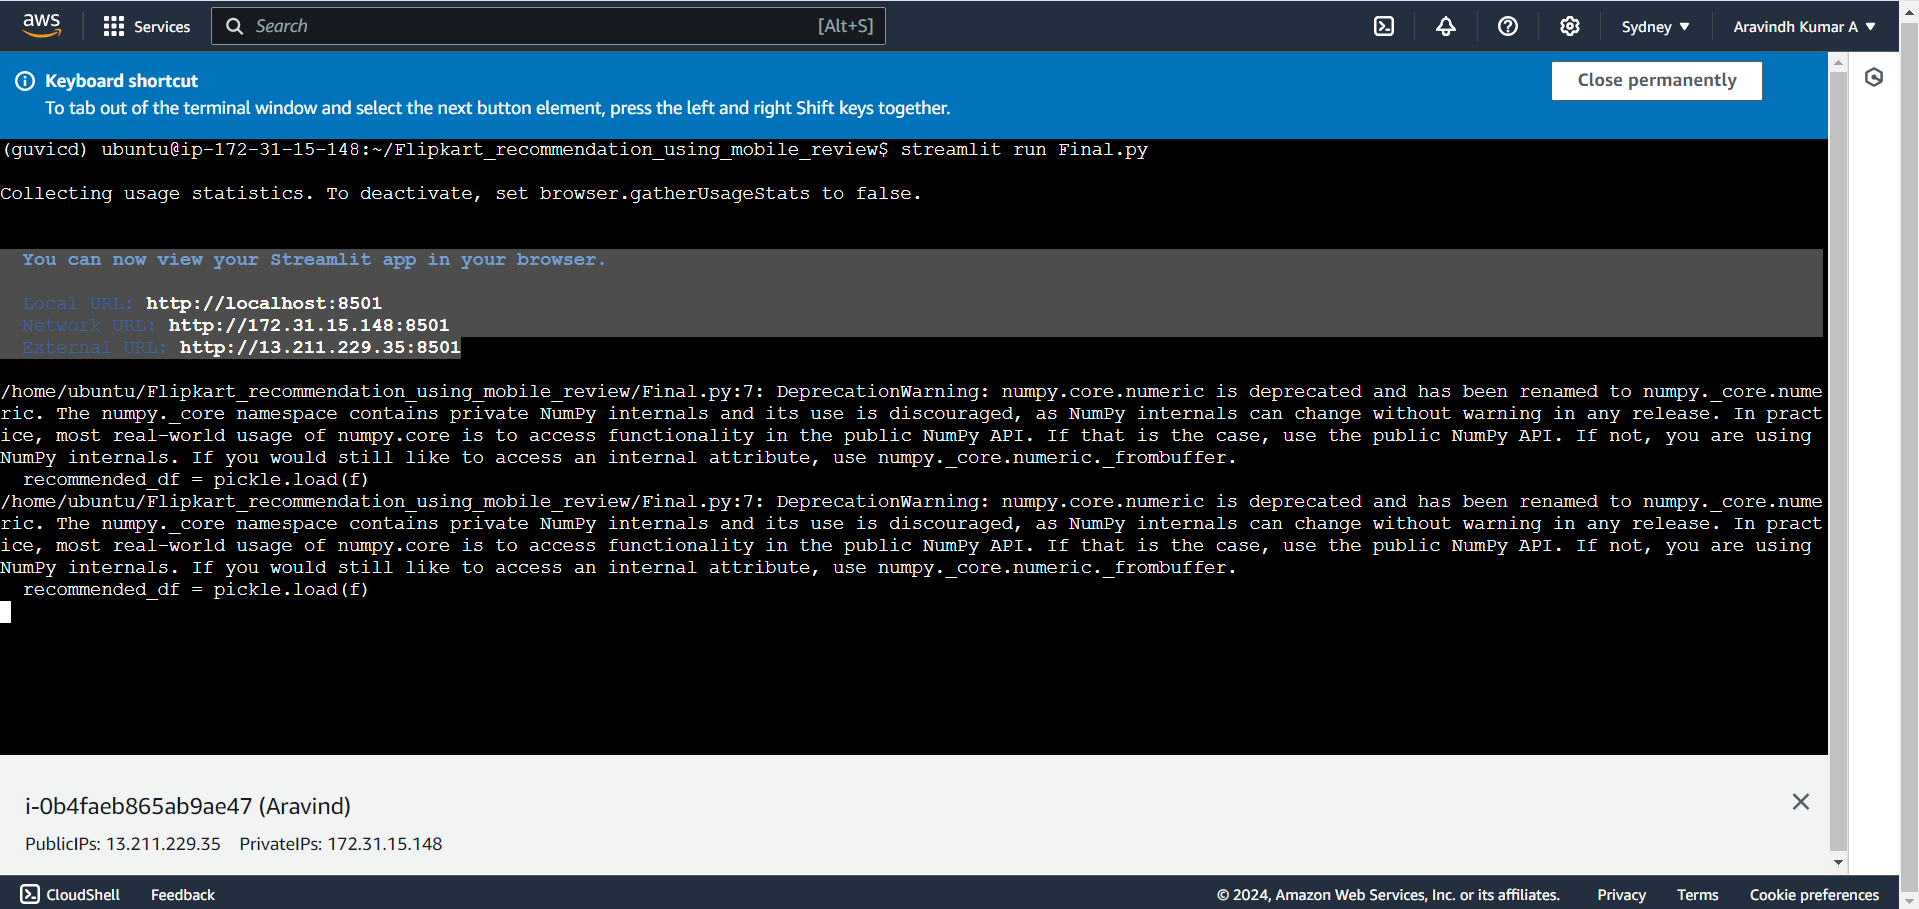 aws Services Search [Alt+S] Sydney Aravindh Kumar A
Keyboard shortcut
To tab out of the terminal window and select the next button element, press the left and right Shift keys together.
Close permanently
(guvicd) ubuntu@ip-172-31-15-148:~/Flipkart_recommendation_using_mobile_review$ streamlit run Final.py
Collecting usage statistics. To deactivate, set browser.gatherUsageStats to false.
You can now view your Streamlit app in your browser.
Local URL: http://localhost:8501
Network URL: http://172.31.15.148:8501
External URL: http://13.211.229.35:8501
/home/ubuntu/Flipkart_recommendation_using_mobile_review/Final.py:7: DeprecationWarning: numpy.core.numeric is deprecated and has been renamed to numpy._core.nume
ric. The numpy._core namespace contains private NumPy internals and its use is discouraged, as NumPy internals can change without warning in any release. In pract
ice, most real-world usage of numpy.core is to access functionality in the public NumPy API. If that is the case, use the public NumPy API. If not, you are using
NumPy internals. If you would still like to access an internal attribute, use numpy._core.numeric._frombuffer.
recommended_df = pickle.load(f)
/home/ubuntu/Flipkart_recommendation_using_mobile_review/Final.py:7: DeprecationWarning: numpy.core.numeric is deprecated and has been renamed to numpy._core.nume
ric. The numpy._core namespace contains private NumPy internals and its use is discouraged, as NumPy internals can change without warning in any release. In pract
ice, most real-world usage of numpy.core is to access functionality in the public NumPy API. If that is the case, use the public NumPy API. If not, you are using
NumPy internals. If you would still like to access an internal attribute, use numpy._core.numeric._frombuffer.
recommended_df = pickle.load(f)
i-0b4faeb865ab9ae47 (Aravind)
PublicIPs: 13.211.229.35 PrivateIPs: 172.31.15.148
CloudShell Feedback © 2024, Amazon Web Services, Inc. or its affiliates. Privacy Terms Cookie preferences